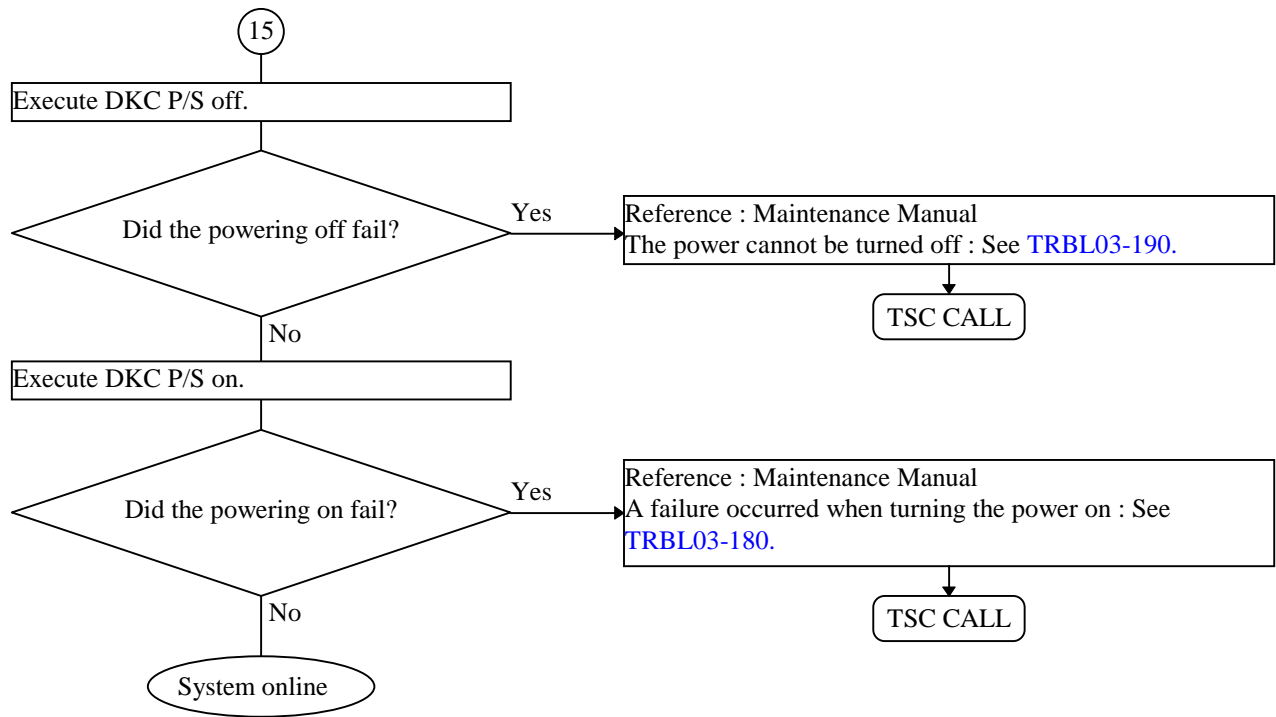 15
Execute DKC P/S off.
Did the powering off fail?
Yes
Reference : Maintenance Manual
The power cannot be turned off : See TRBL03-190.
TSC CALL
No
Execute DKC P/S on.
Did the powering on fail?
Yes
Reference : Maintenance Manual
A failure occurred when turning the power on : See
TRBL03-180.
TSC CALL
No
System online